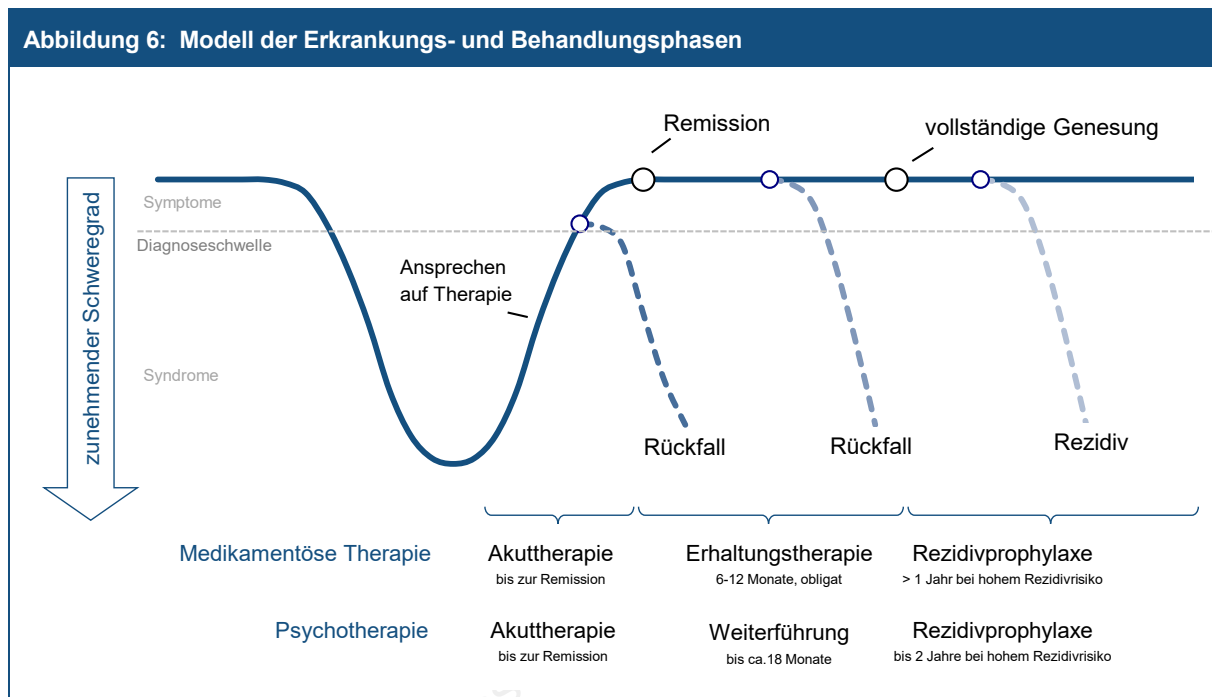 Abbildung 6: Modell der Erkrankungs- und Behandlungsphasen
Remission
vollständige Genesung
zunehmender Schweregrad
Symptome
Diagnoseschwelle
Ansprechen
auf Therapie
Syndrome
Rückfall
Rückfall
Rezidiv
Medikamentöse Therapie
Akuttherapie
bis zur Remission
Erhaltungstherapie
6-12 Monate, obligat
Rezidivprophylaxe
> 1 Jahr bei hohem Rezidivrisiko
Psychotherapie
Akuttherapie
bis zur Remission
Weiterführung
bis ca.18 Monate
Rezidivprophylaxe
bis 2 Jahre bei hohem Rezidivrisiko